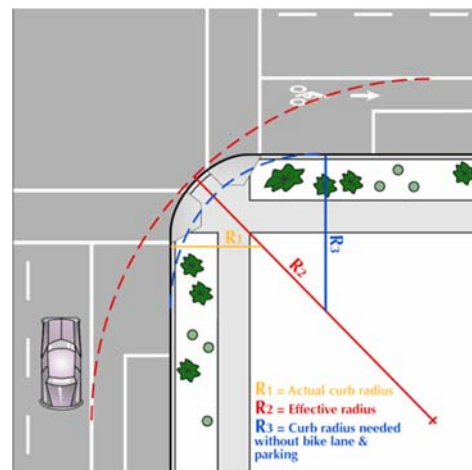 R1
R2
R3
R1 = Actual curb radius
R2 = Effective radius
R3 = Curb radius needed
without bike lane &
parking